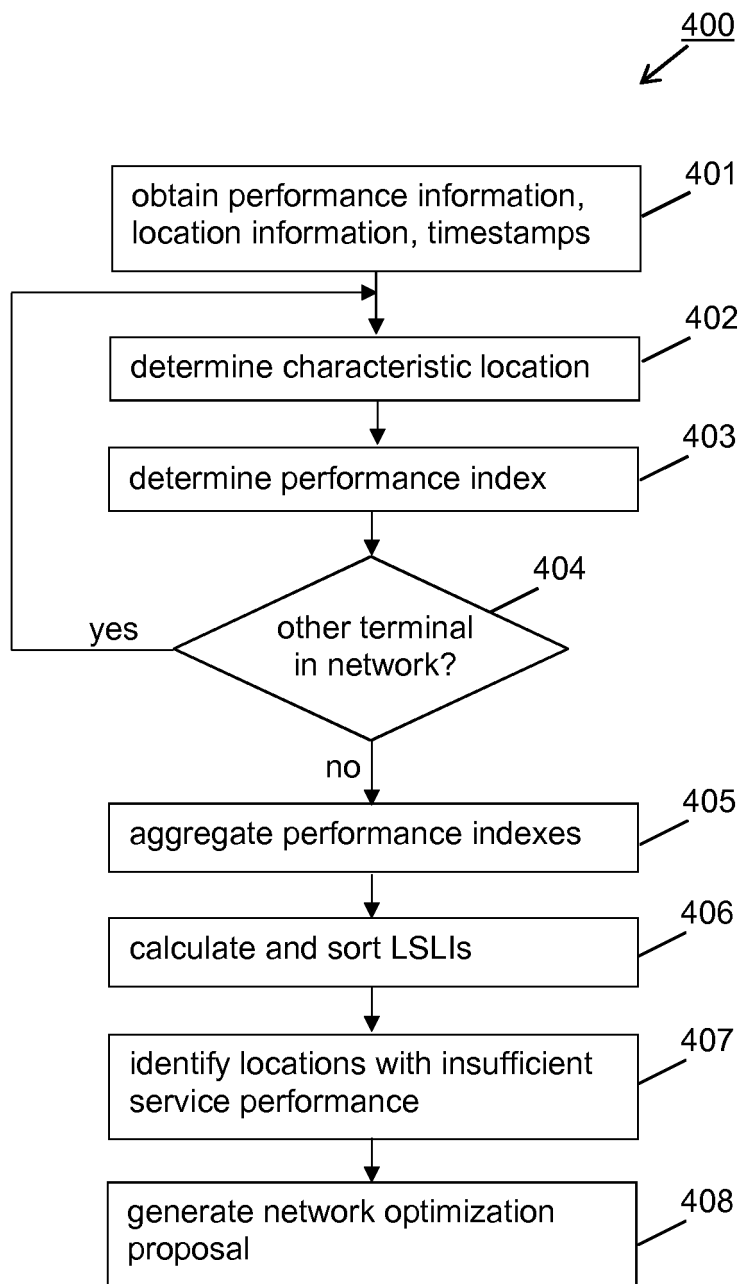 400
obtain performance information,
location information, timestamps
401
determine characteristic location
402
determine performance index
403
other terminal
in network?
404
yes
no
aggregate performance indexes
405
calculate and sort LSLIs
406
identify locations with insufficient
service performance
407
generate network optimization
proposal
408